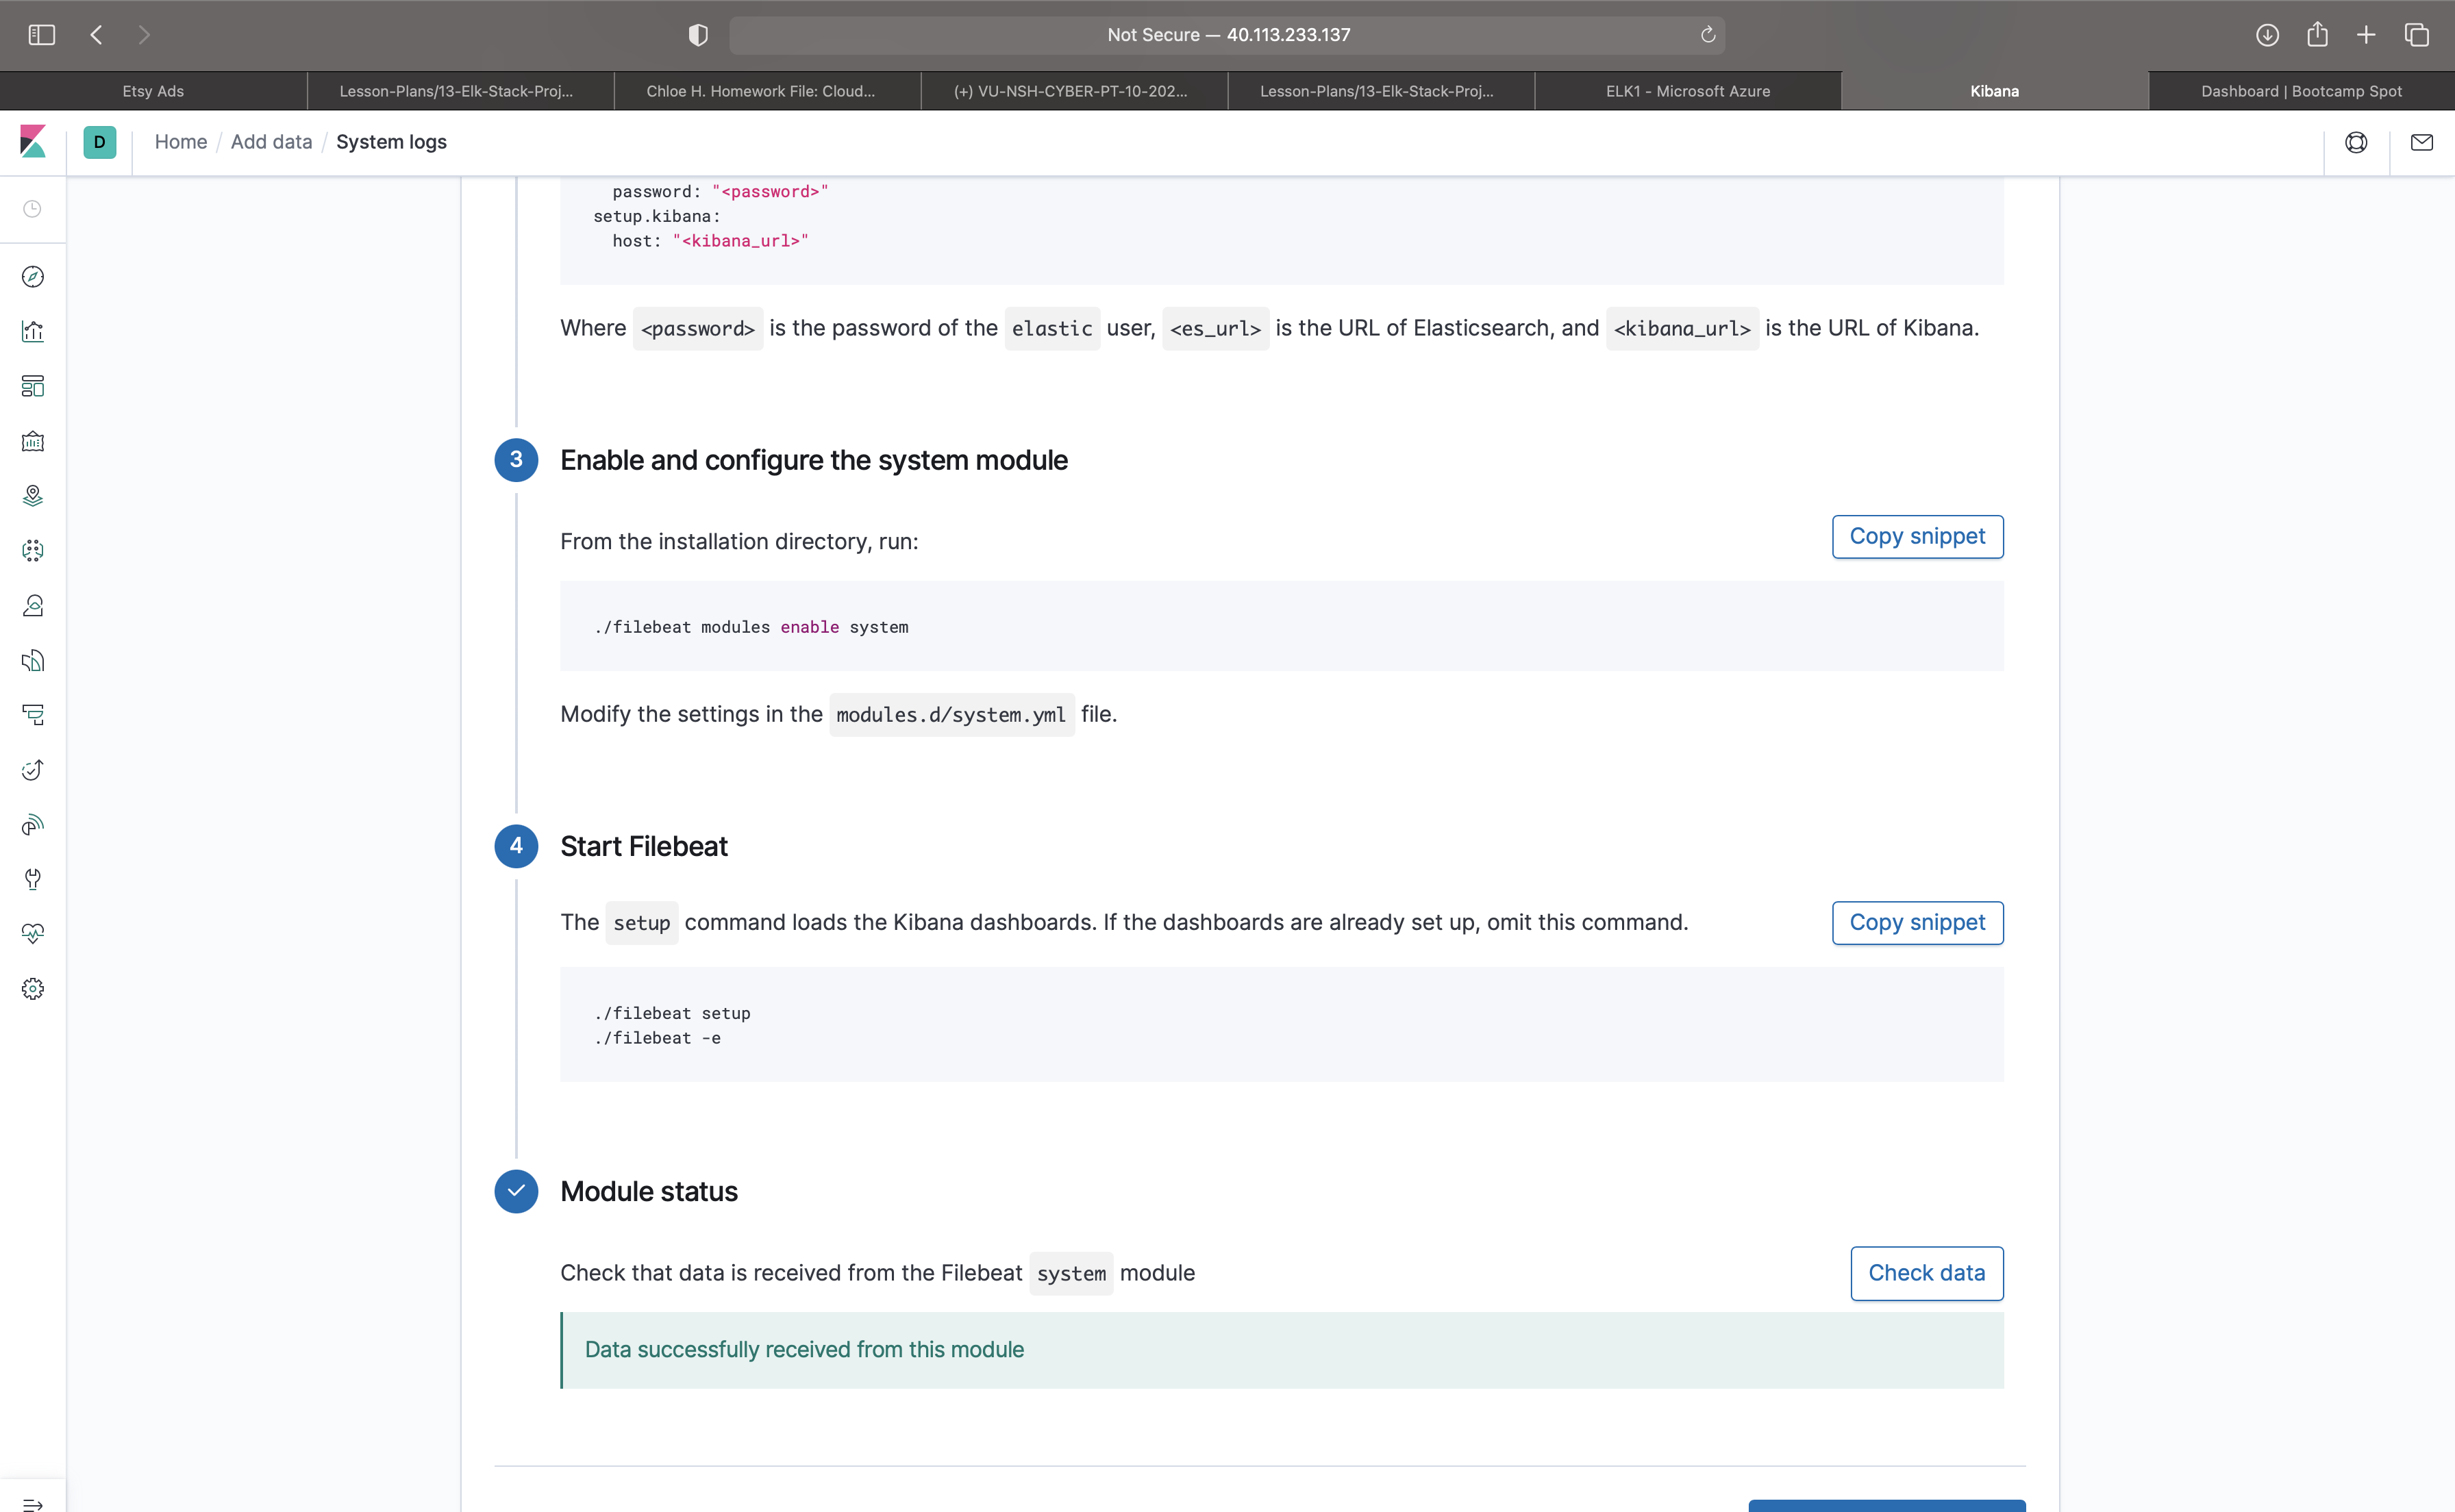 Not Secure — 40.113.233.137
Etsy Ads
Lesson-Plans/13-Elk-Stack-Proj...
Chloe H. Homework File: Cloud...
(+) VU-NSH-CYBER-PT-10-202...
Lesson-Plans/13-Elk-Stack-Proj...
ELK1 - Microsoft Azure
Kibana
Dashboard | Bootcamp Spot
D
Home / Add data / System logs
password: "<password>"
setup.kibana:
host: "<kibana_url>"
Where <password> is the password of the elastic user, <es_url> is the URL of Elasticsearch, and <kibana_url> is the URL of Kibana.
3 Enable and configure the system module
From the installation directory, run:
Copy snippet
./filebeat modules enable system
Modify the settings in the modules.d/system.yml file.
4 Start Filebeat
The setup command loads the Kibana dashboards. If the dashboards are already set up, omit this command.
Copy snippet
./filebeat setup
./filebeat -e
Module status
Check that data is received from the Filebeat system module
Check data
Data successfully received from this module